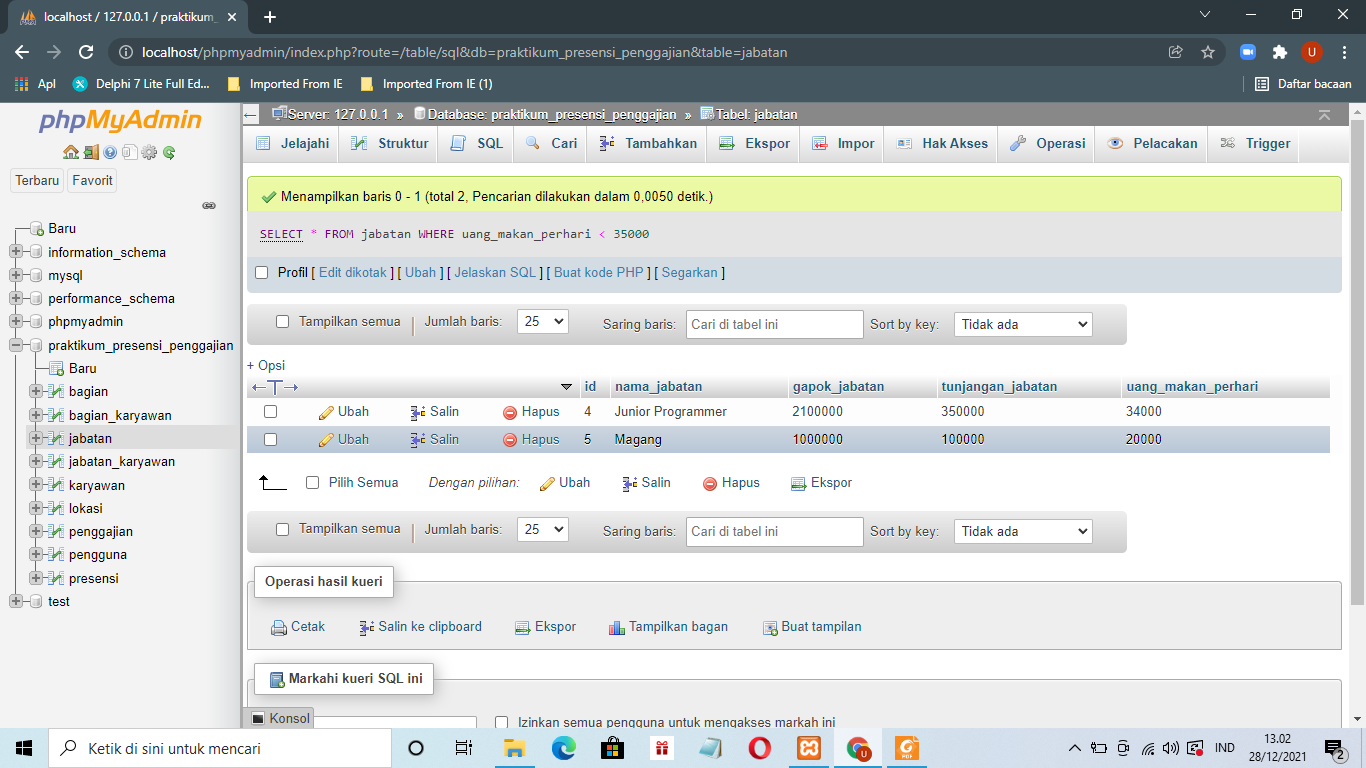 localhost / 127.0.0.1 / praktikum_
localhost/phpmyadmin/index.php?route=/table/sql&db=praktikum_presensi_penggajian&table=jabatan
U
Apl
Delphi 7 Lite Full Ed...
Imported From IE
Imported From IE (1)
Daftar bacaan
phpMyAdmin
Terbaru
Favorit
Baru
information_schema
mysql
performance_schema
phpmyadmin
praktikum_presensi_penggajian
Baru
bagian
bagian_karyawan
jabatan
jabatan_karyawan
karyawan
lokasi
penggajian
pengguna
presensi
test
Server: 127.0.0.1 » Database: praktikum_presensi_penggajian » Tabel: jabatan
Jelajahi Struktur SQL Cari Tambahkan Ekspor Impor Hak Akses Operasi Pelacakan Trigger
Menampilkan baris 0 - 1 (total 2, Pencarian dilakukan dalam 0,0050 detik.)
SELECT * FROM jabatan WHERE uang_makan_perhari < 35000
Profil [ Edit dikotak ] [ Ubah ] [ Jelaskan SQL ] [ Buat kode PHP ] [ Segarkan ]
Tampilkan semua | Jumlah baris: 25 Saring baris: Cari di tabel ini Sort by key: Tidak ada
+ Opsi
←T→ id nama_jabatan gapok_jabatan tunjangan_jabatan uang_makan_perhari
Ubah Salin Hapus 4 Junior Programmer 2100000 350000 34000
Ubah Salin Hapus 5 Magang 1000000 100000 20000
Pilih Semua Dengan pilihan: Ubah Salin Hapus Ekspor
Tampilkan semua | Jumlah baris: 25 Saring baris: Cari di tabel ini Sort by key: Tidak ada
Operasi hasil kueri
Cetak Salin ke clipboard Ekspor Tampilkan bagan Buat tampilan
Markahi kueri SQL ini
Konsol
Izinkan semua pengguna untuk mengakses markah ini
Ketik di sini untuk mencari
U
IND
13.02
28/12/2021
2